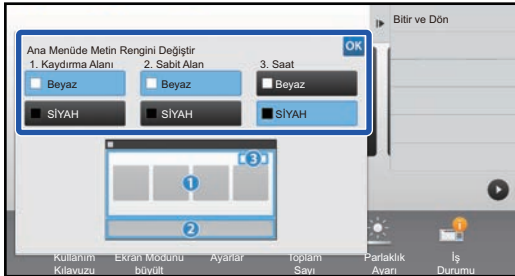 Bitir ve Dön
OK
Ana Menüde Metin Rengini Değiştir
1. Kaydırma Alanı 2. Sabit Alan 3. Saat
Beyaz Beyaz Beyaz
SİYAH SİYAH SİYAH
3
1
2
Kullanım Kılavuzu
Ekran Modunu büyült
Ayarlar
Toplam Sayı
Parlaklık Ayarı
İş Durumu